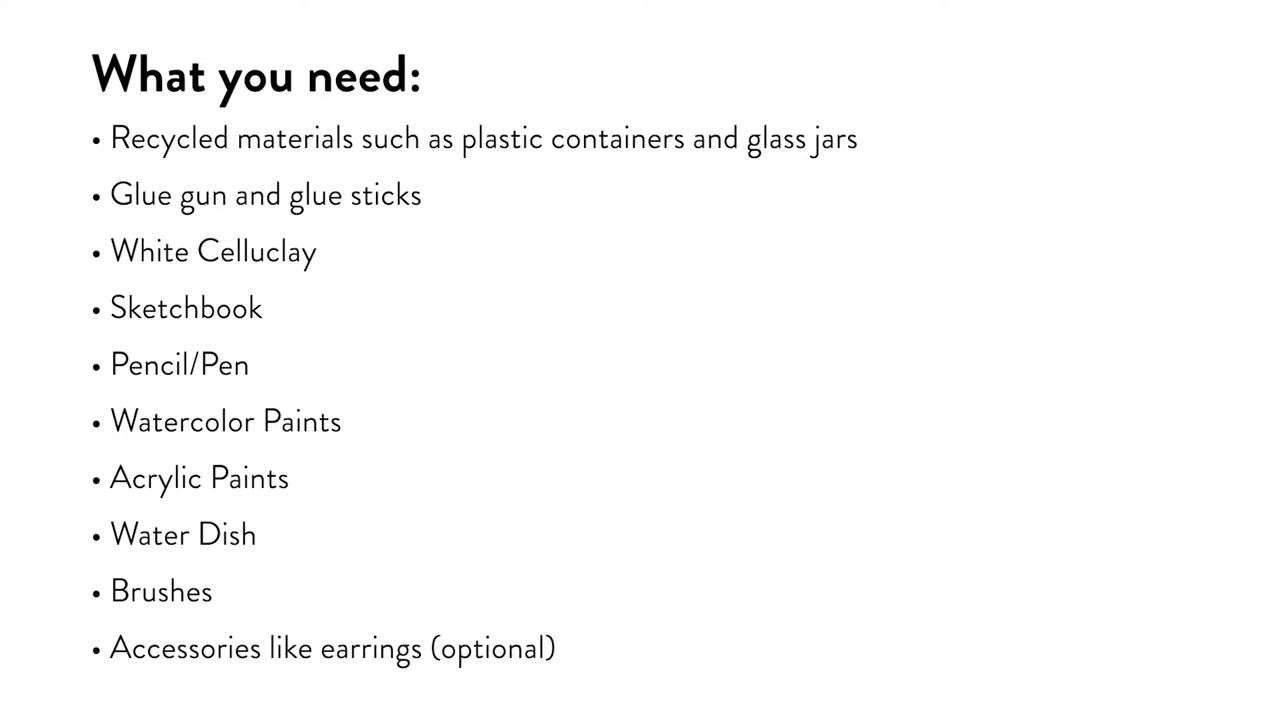 What you need:
• Recycled materials such as plastic containers and glass jars
• Glue gun and glue sticks
• White Celluclay
• Sketchbook
• Pencil/Pen
• Watercolor Paints
• Acrylic Paints
• Water Dish
• Brushes
• Accessories like earrings (optional)